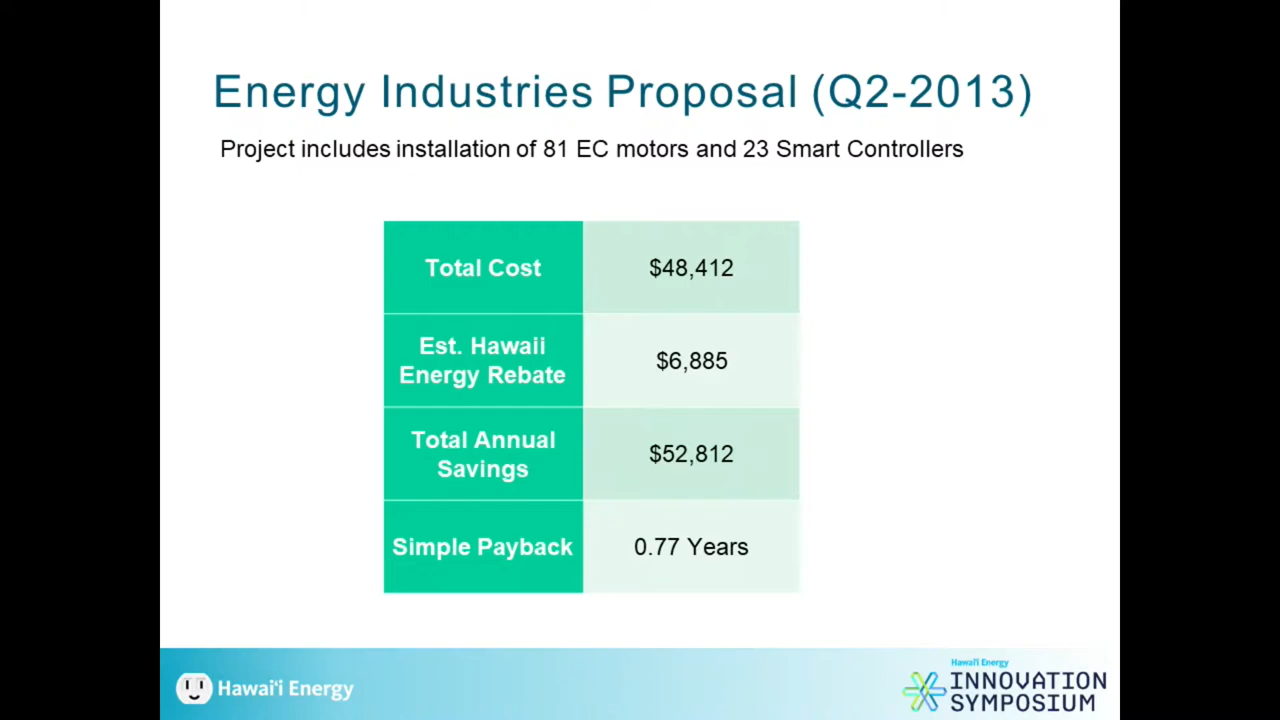 Energy Industries Proposal (Q2-2013)
Project includes installation of 81 EC motors and 23 Smart Controllers
Total Cost
$48,412
Est. Hawaii
Energy Rebate
$6,885
Total Annual
Savings
$52,812
Simple Payback
0.77 Years
Hawai'i Energy
Hawai'i Energy
INNOVATION
SYMPOSIUM